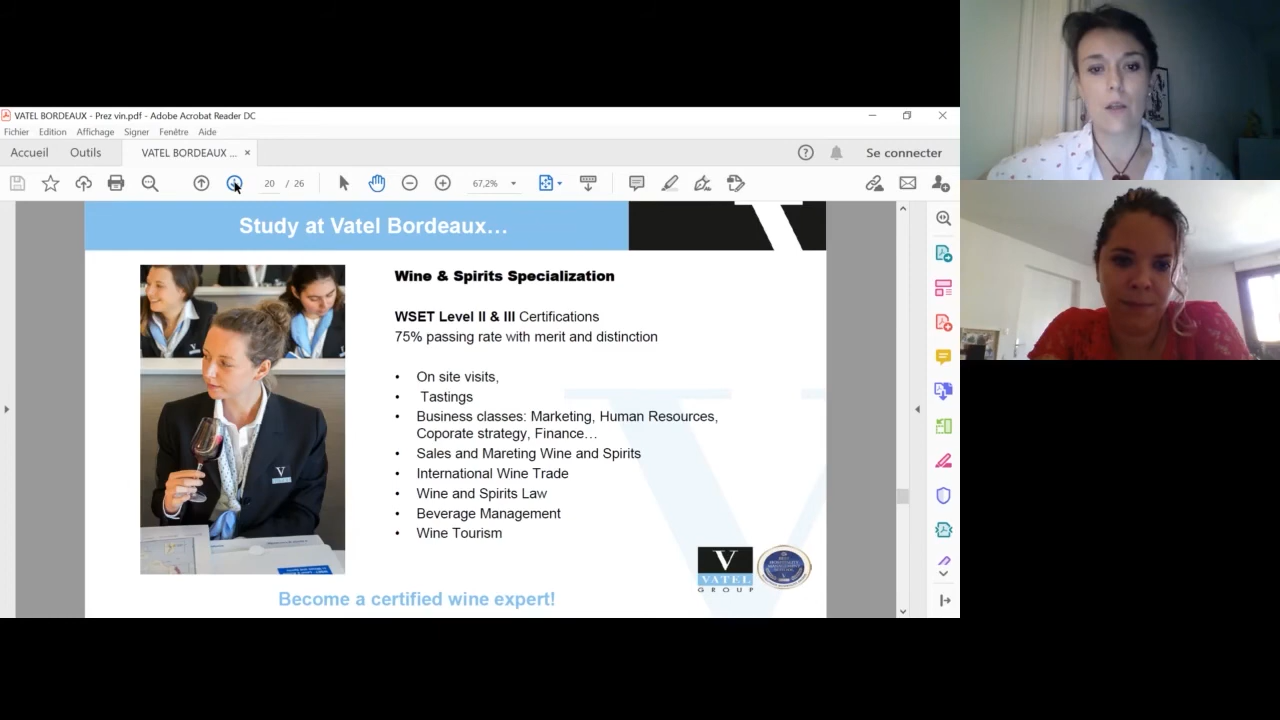 VATEL BORDEAUX - Prez vin.pdf - Adobe Acrobat Reader DC
Fichier Edition Affichage Signer Fenêtre Aide
Accueil Outils VATEL BORDEAUX ... × Se connecter
20 / 26 67,2%
Study at Vatel Bordeaux…
Wine & Spirits Specialization
WSET Level II & III Certifications
75% passing rate with merit and distinction
• On site visits,
• Tastings
• Business classes: Marketing, Human Resources,
Coporate strategy, Finance…
• Sales and Mareting Wine and Spirits
• International Wine Trade
• Wine and Spirits Law
• Beverage Management
• Wine Tourism
V
VATEL
GROUP
Become a certified wine expert!